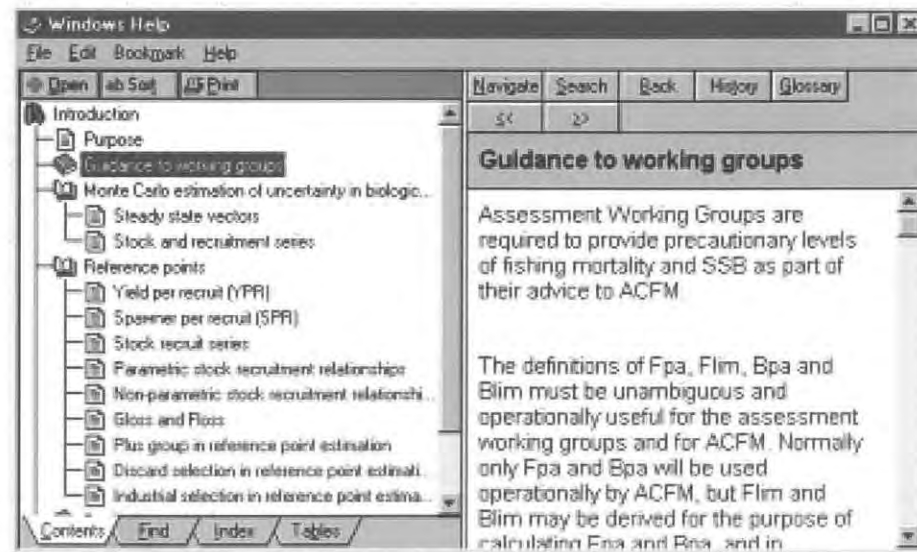 Windows Help
File Edit Bookmark Help
Open ab Sort Print
Introduction
Purpose
Guidance to working groups
Monte Carlo estimation of uncertainty in biologic...
Steady state vectors
Stock and recruitment series
Reference points
Yield per recruit (YPR)
Spawner per recruit (SPR)
Stock recruit series
Parametric stock recruitment relationships
Non-parametric stock recruitment relationshi...
Gloss and Floss
Plus group in reference point estimation
Discard selection in reference point estimati...
Industrial selection in reference point estima...
Contents Find Index Tables
Navigate Search Back History Glossary
<< >>
Guidance to working groups
Assessment Working Groups are
required to provide precautionary levels
of fishing mortality and SSB as part of
their advice to ACFM
The definitions of Fpa, Flim, Bpa and
Blim must be unambiguous and
operationally useful for the assessment
working groups and for ACFM. Normally
only Fpa and Bpa will be used
operationally by ACFM, but Flim and
Blim may be derived for the purpose of
calculating Fpa and Bpa, and in